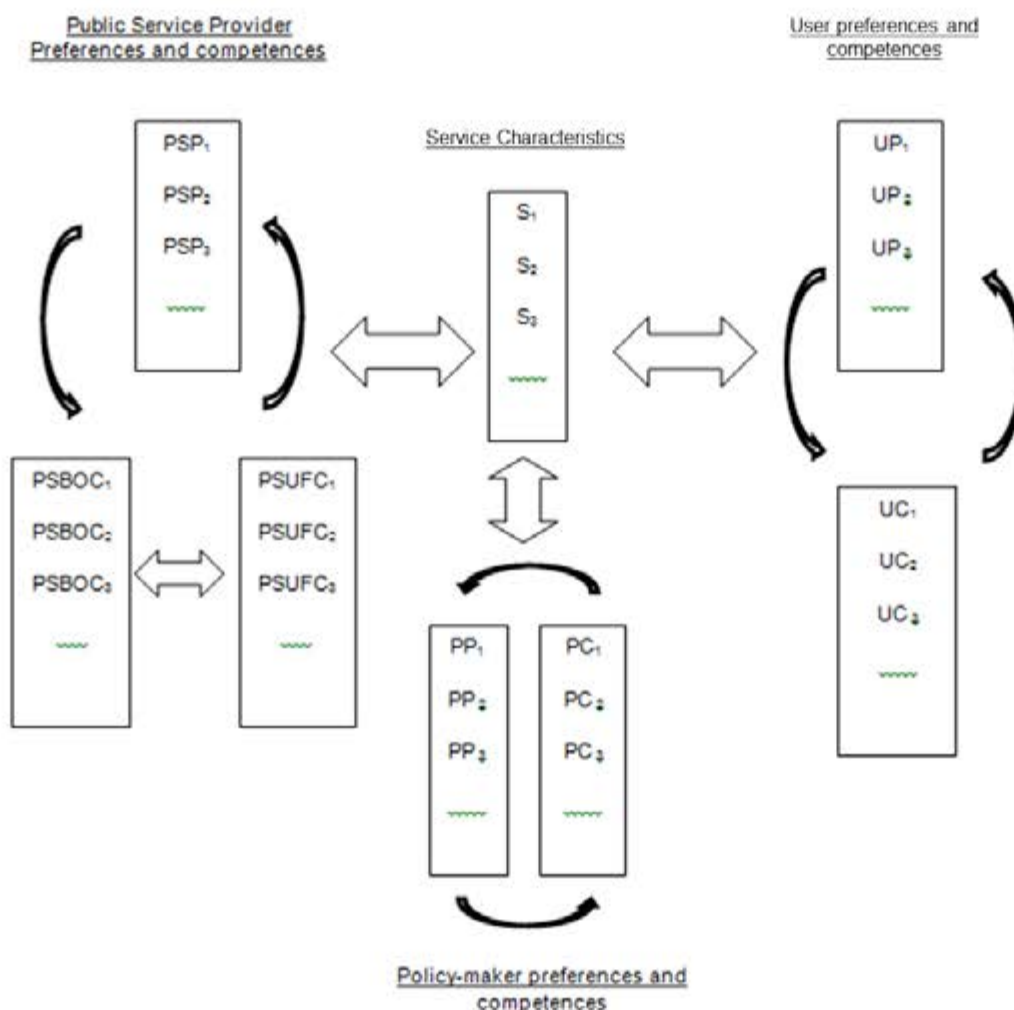 Public Service Provider
Preferences and competences
User preferences and
competences
Service Characteristics
PSP₁
PSP₂
PSP₃
S₁
S₂
S₃
UP₁
UP₂
UP₃
PSBOC₁
PSBOC₂
PSBOC₃
PSUFC₁
PSUFC₂
PSUFC₃
UC₁
UC₂
UC₃
PP₁
PP₂
PP₃
PC₁
PC₂
PC₃
Policy-maker preferences and
competences